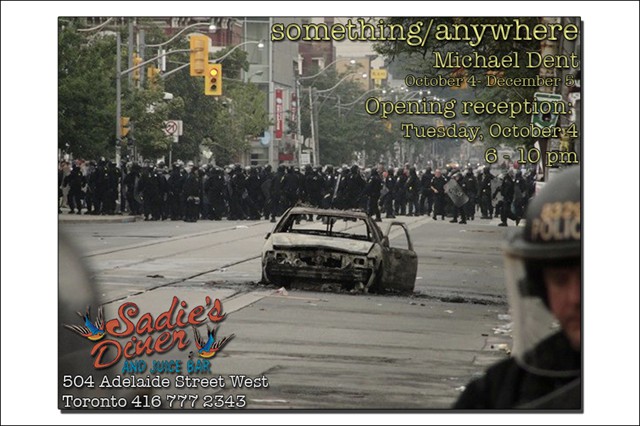 something/anywhere
Michael Dent
October 4- December 5
Opening reception:
Tuesday, October 4
6 - 10 pm
POLIC
Sadie's
Diner
AND JUICE BAR
504 Adelaide Street West
Toronto 416 777 2343